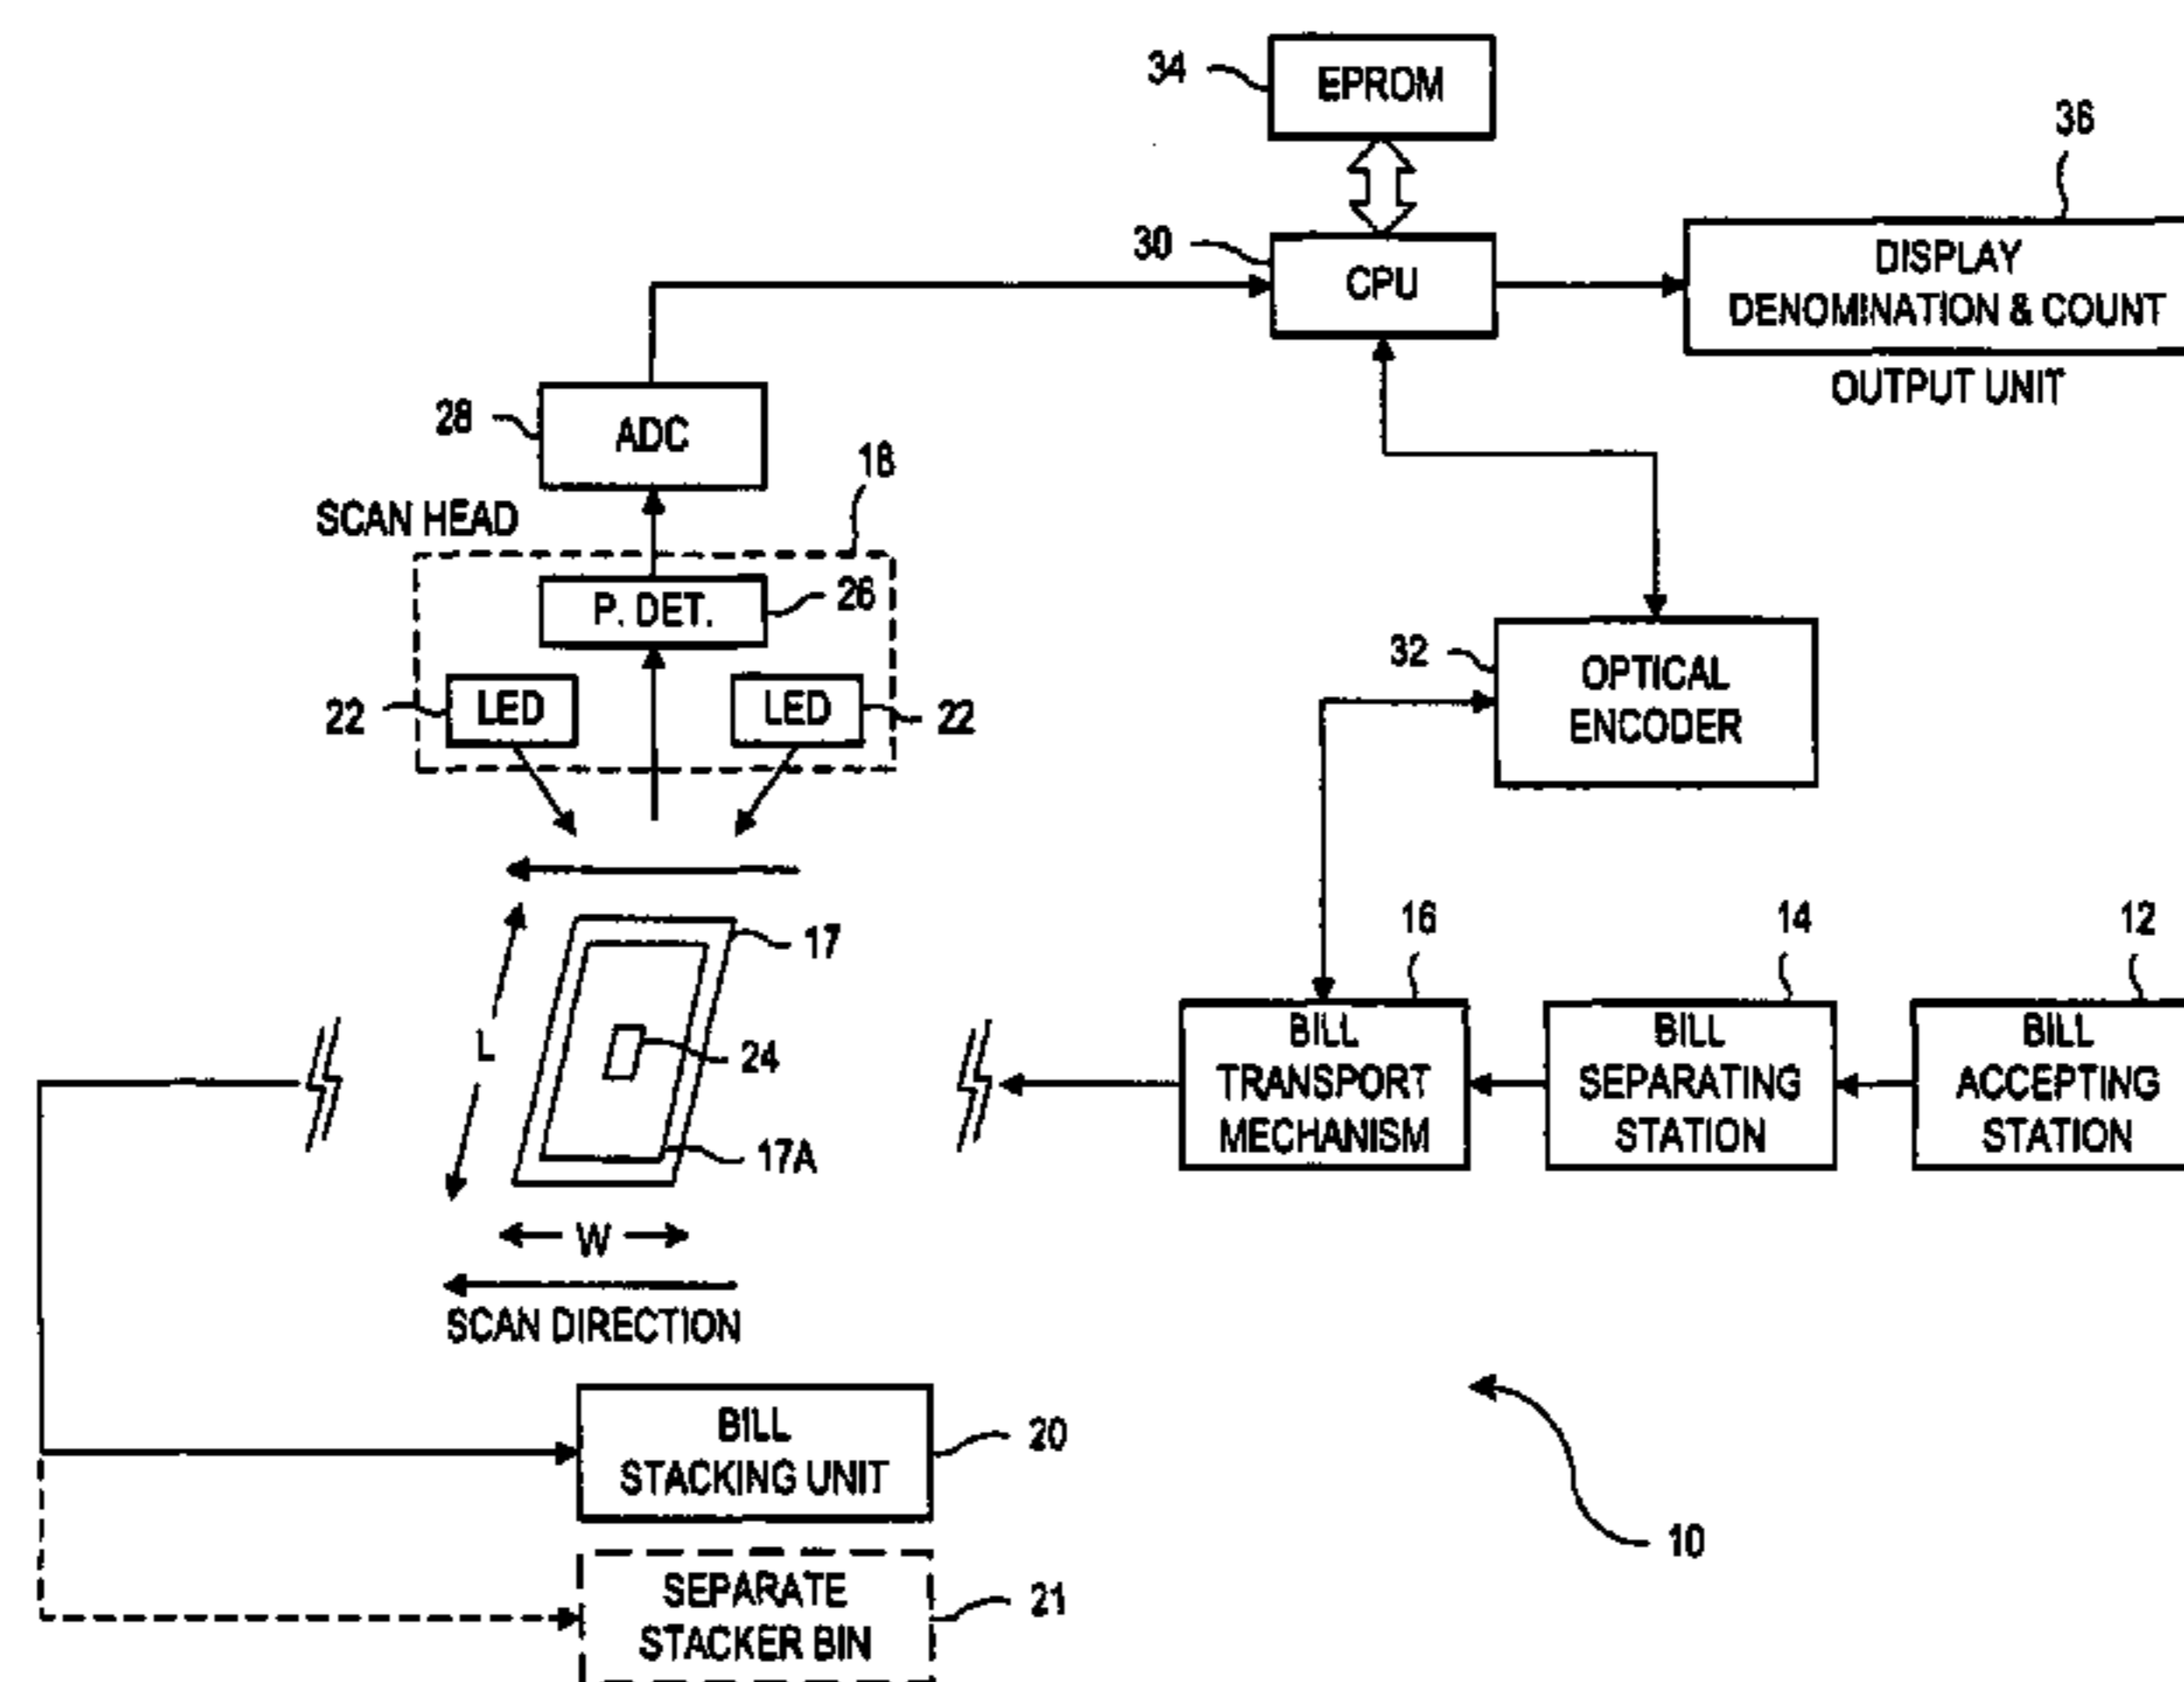 34
EPROM
36
30
CPU
DISPLAY
DENOMINATION & COUNT
OUTPUT UNIT
28
ADC
18
SCAN HEAD
P. DET.
26
22
LED
LED
22
32
OPTICAL
ENCODER
17
L
24
17A
W
SCAN DIRECTION
16
BILL
TRANSPORT
MECHANISM
14
BILL
SEPARATING
STATION
12
BILL
ACCEPTING
STATION
BILL
STACKING UNIT
20
10
SEPARATE
STACKER BIN
21